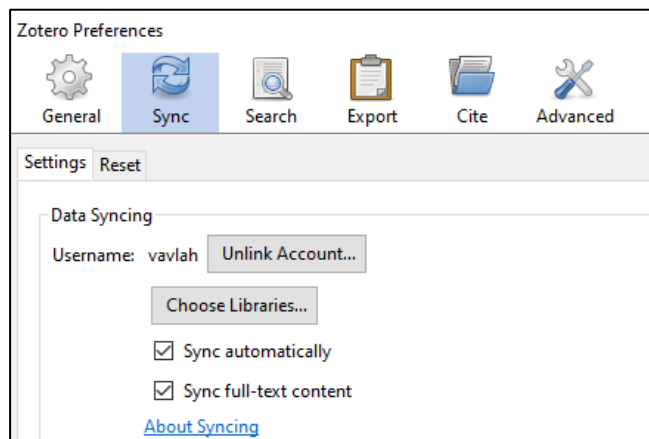 Zotero Preferences
General Sync Search Export Cite Advanced
Settings Reset
Data Syncing
Username: vavlah Unlink Account...
Choose Libraries...
Sync automatically
Sync full-text content
About Syncing